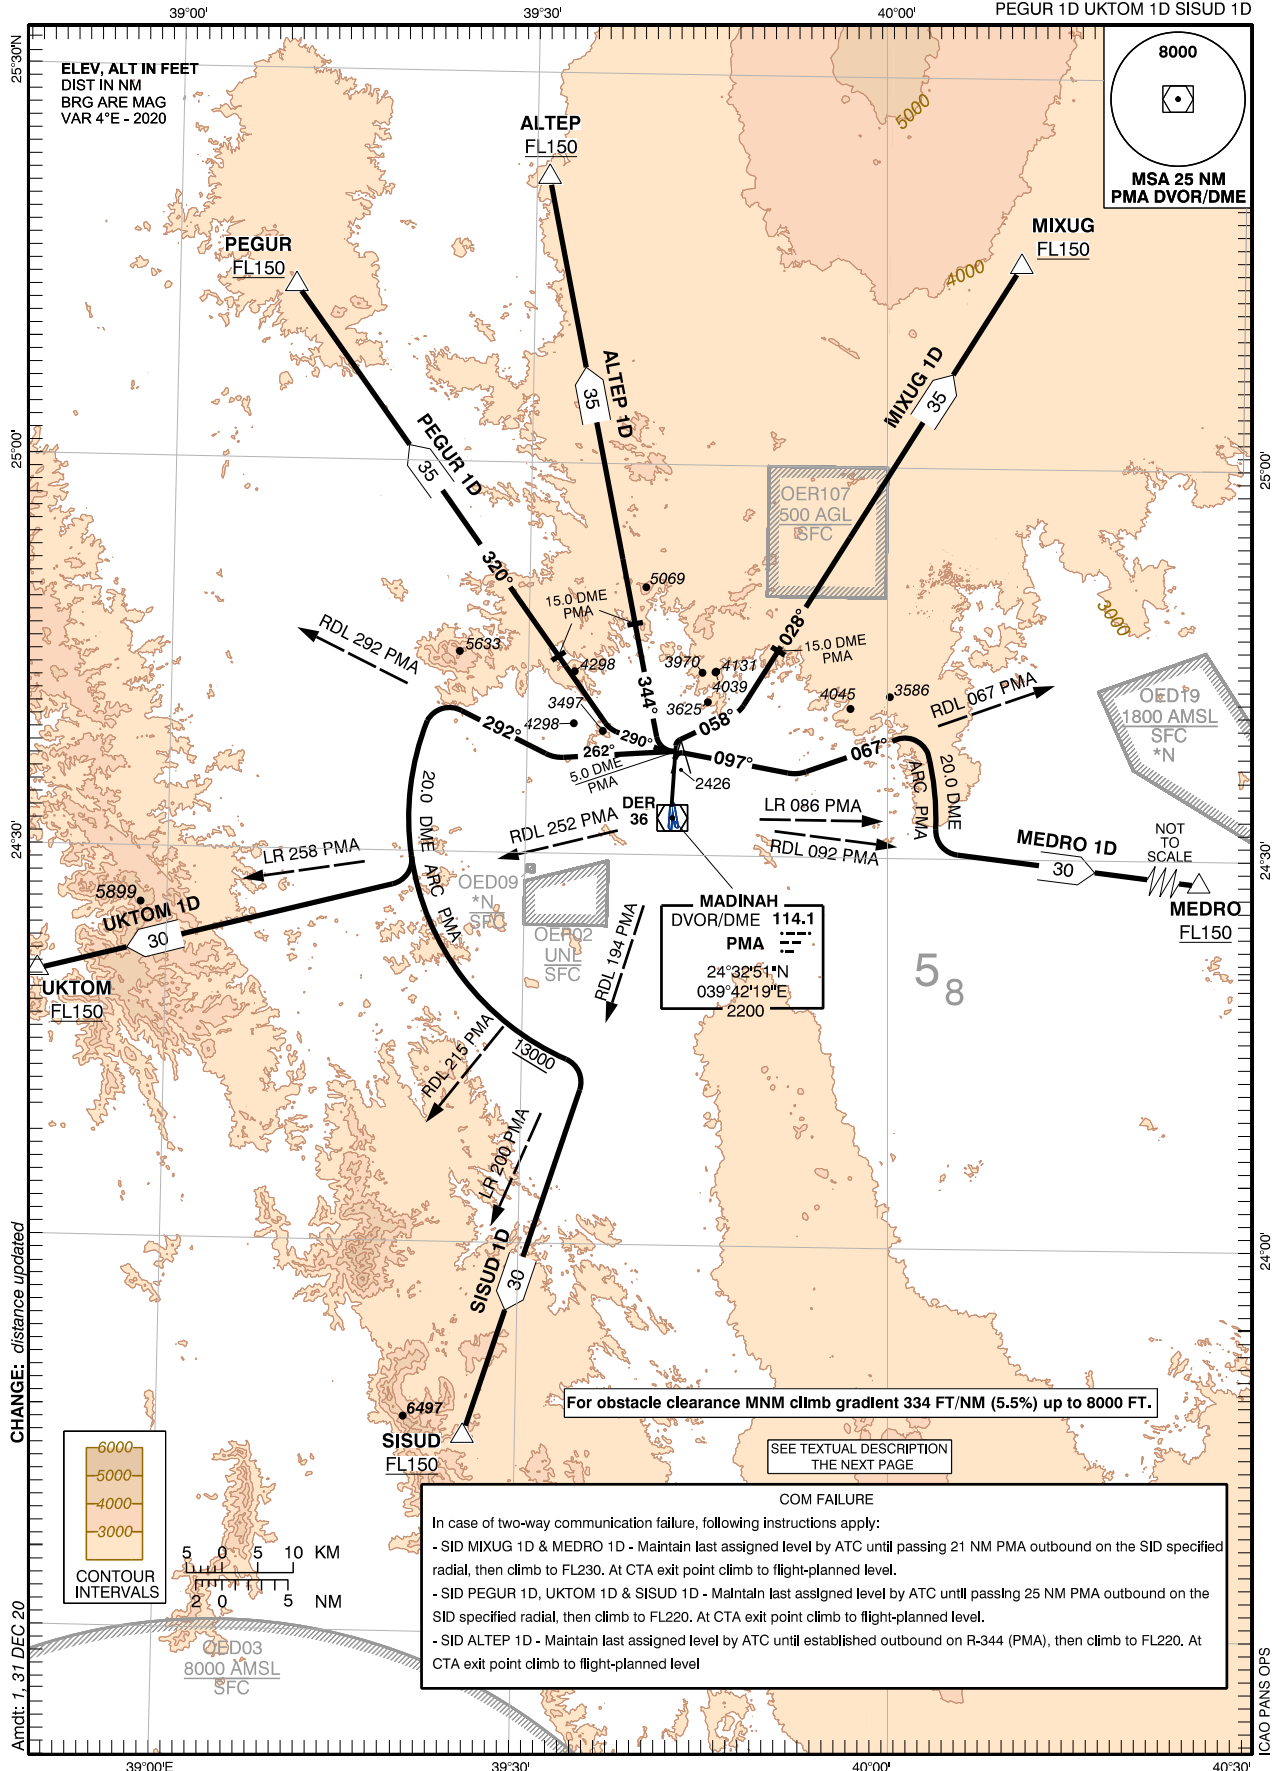 39°00'
39°30'
40°00'
PEGUR 1D UKTOM 1D SISUD 1D
25°30'N
ELEV, ALT IN FEET
DIST IN NM
BRG ARE MAG
VAR 4°E - 2020
8000
MSA 25 NM
PMA DVOR/DME
5000
ALTEP
FL150
PEGUR
FL150
MIXUG
FL150
4000
ALTEP 1D
35
MIXUG 1D
35
PEGUR 1D
35
25°00'
25°00'
OER107
500 AGL
SFC
320°
5069
15.0 DME
PMA
3000
028°
15.0 DME
PMA
RDL 292 PMA
5633
4298
3970
4131
4039
344°
3497
3625
4045
3586
RDL 067 PMA
OED19
1800 AMSL
SFC
*N
292°
4298
290°
058°
262°
097°
067°
5.0 DME
PMA
2426
20.0 DME ARC PMA
20.0 DME
ARC PMA
DER
36
LR 086 PMA
RDL 252 PMA
RDL 092 PMA
MEDRO 1D
30
NOT
TO
SCALE
24°30'
24°30'
LR 258 PMA
5899
UKTOM 1D
30
OED09
*N
SFC
OER02
UNL
SFC
RDL 194 PMA
MADINAH
DVOR/DME 114.1
PMA
24°32'51"N
039°42'19"E
2200
MEDRO
FL150
UKTOM
FL150
5 8
RDL 215 PMA
13000
LR 200 PMA
SISUD 1D
30
24°00'
CHANGE: distance updated
6497
SISUD
FL150
For obstacle clearance MNM climb gradient 334 FT/NM (5.5%) up to 8000 FT.
SEE TEXTUAL DESCRIPTION
THE NEXT PAGE
6000
5000
4000
3000
CONTOUR
INTERVALS
5 0 5 10 KM
2 0 5 NM
COM FAILURE
In case of two-way communication failure, following instructions apply:
- SID MIXUG 1D & MEDRO 1D - Maintain last assigned level by ATC until passing 21 NM PMA outbound on the SID specified
radial, then climb to FL230. At CTA exit point climb to flight-planned level.
- SID PEGUR 1D, UKTOM 1D & SISUD 1D - Maintain last assigned level by ATC until passing 25 NM PMA outbound on the
SID specified radial, then climb to FL220. At CTA exit point climb to flight-planned level.
- SID ALTEP 1D - Maintain last assigned level by ATC until established outbound on R-344 (PMA), then climb to FL220. At
CTA exit point climb to flight-planned level
OED03
8000 AMSL
SFC
Amdt: 1, 31 DEC 20
ICAO PANS OPS
39°00'E
39°30'
40°00'
40°30'